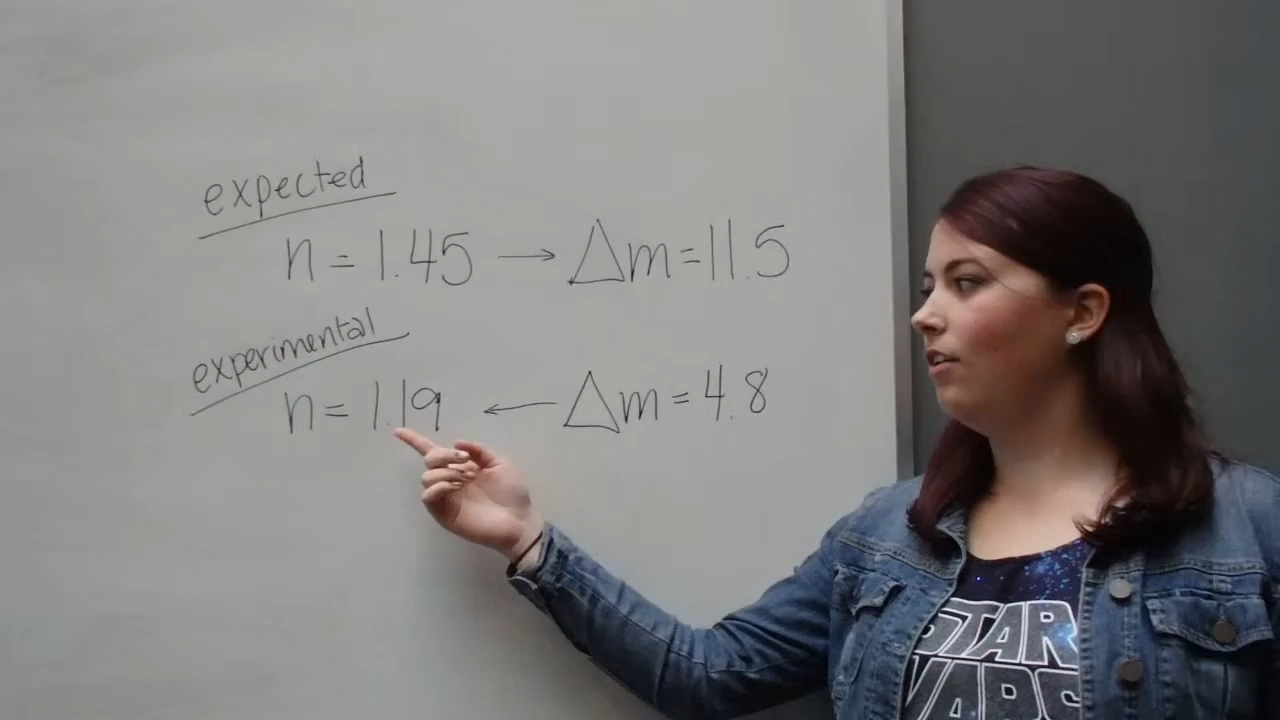 expected
n = 1.45 → Δm = 11.5
experimental
n = 1.19 ← Δm = 4.8
STAR
WARS